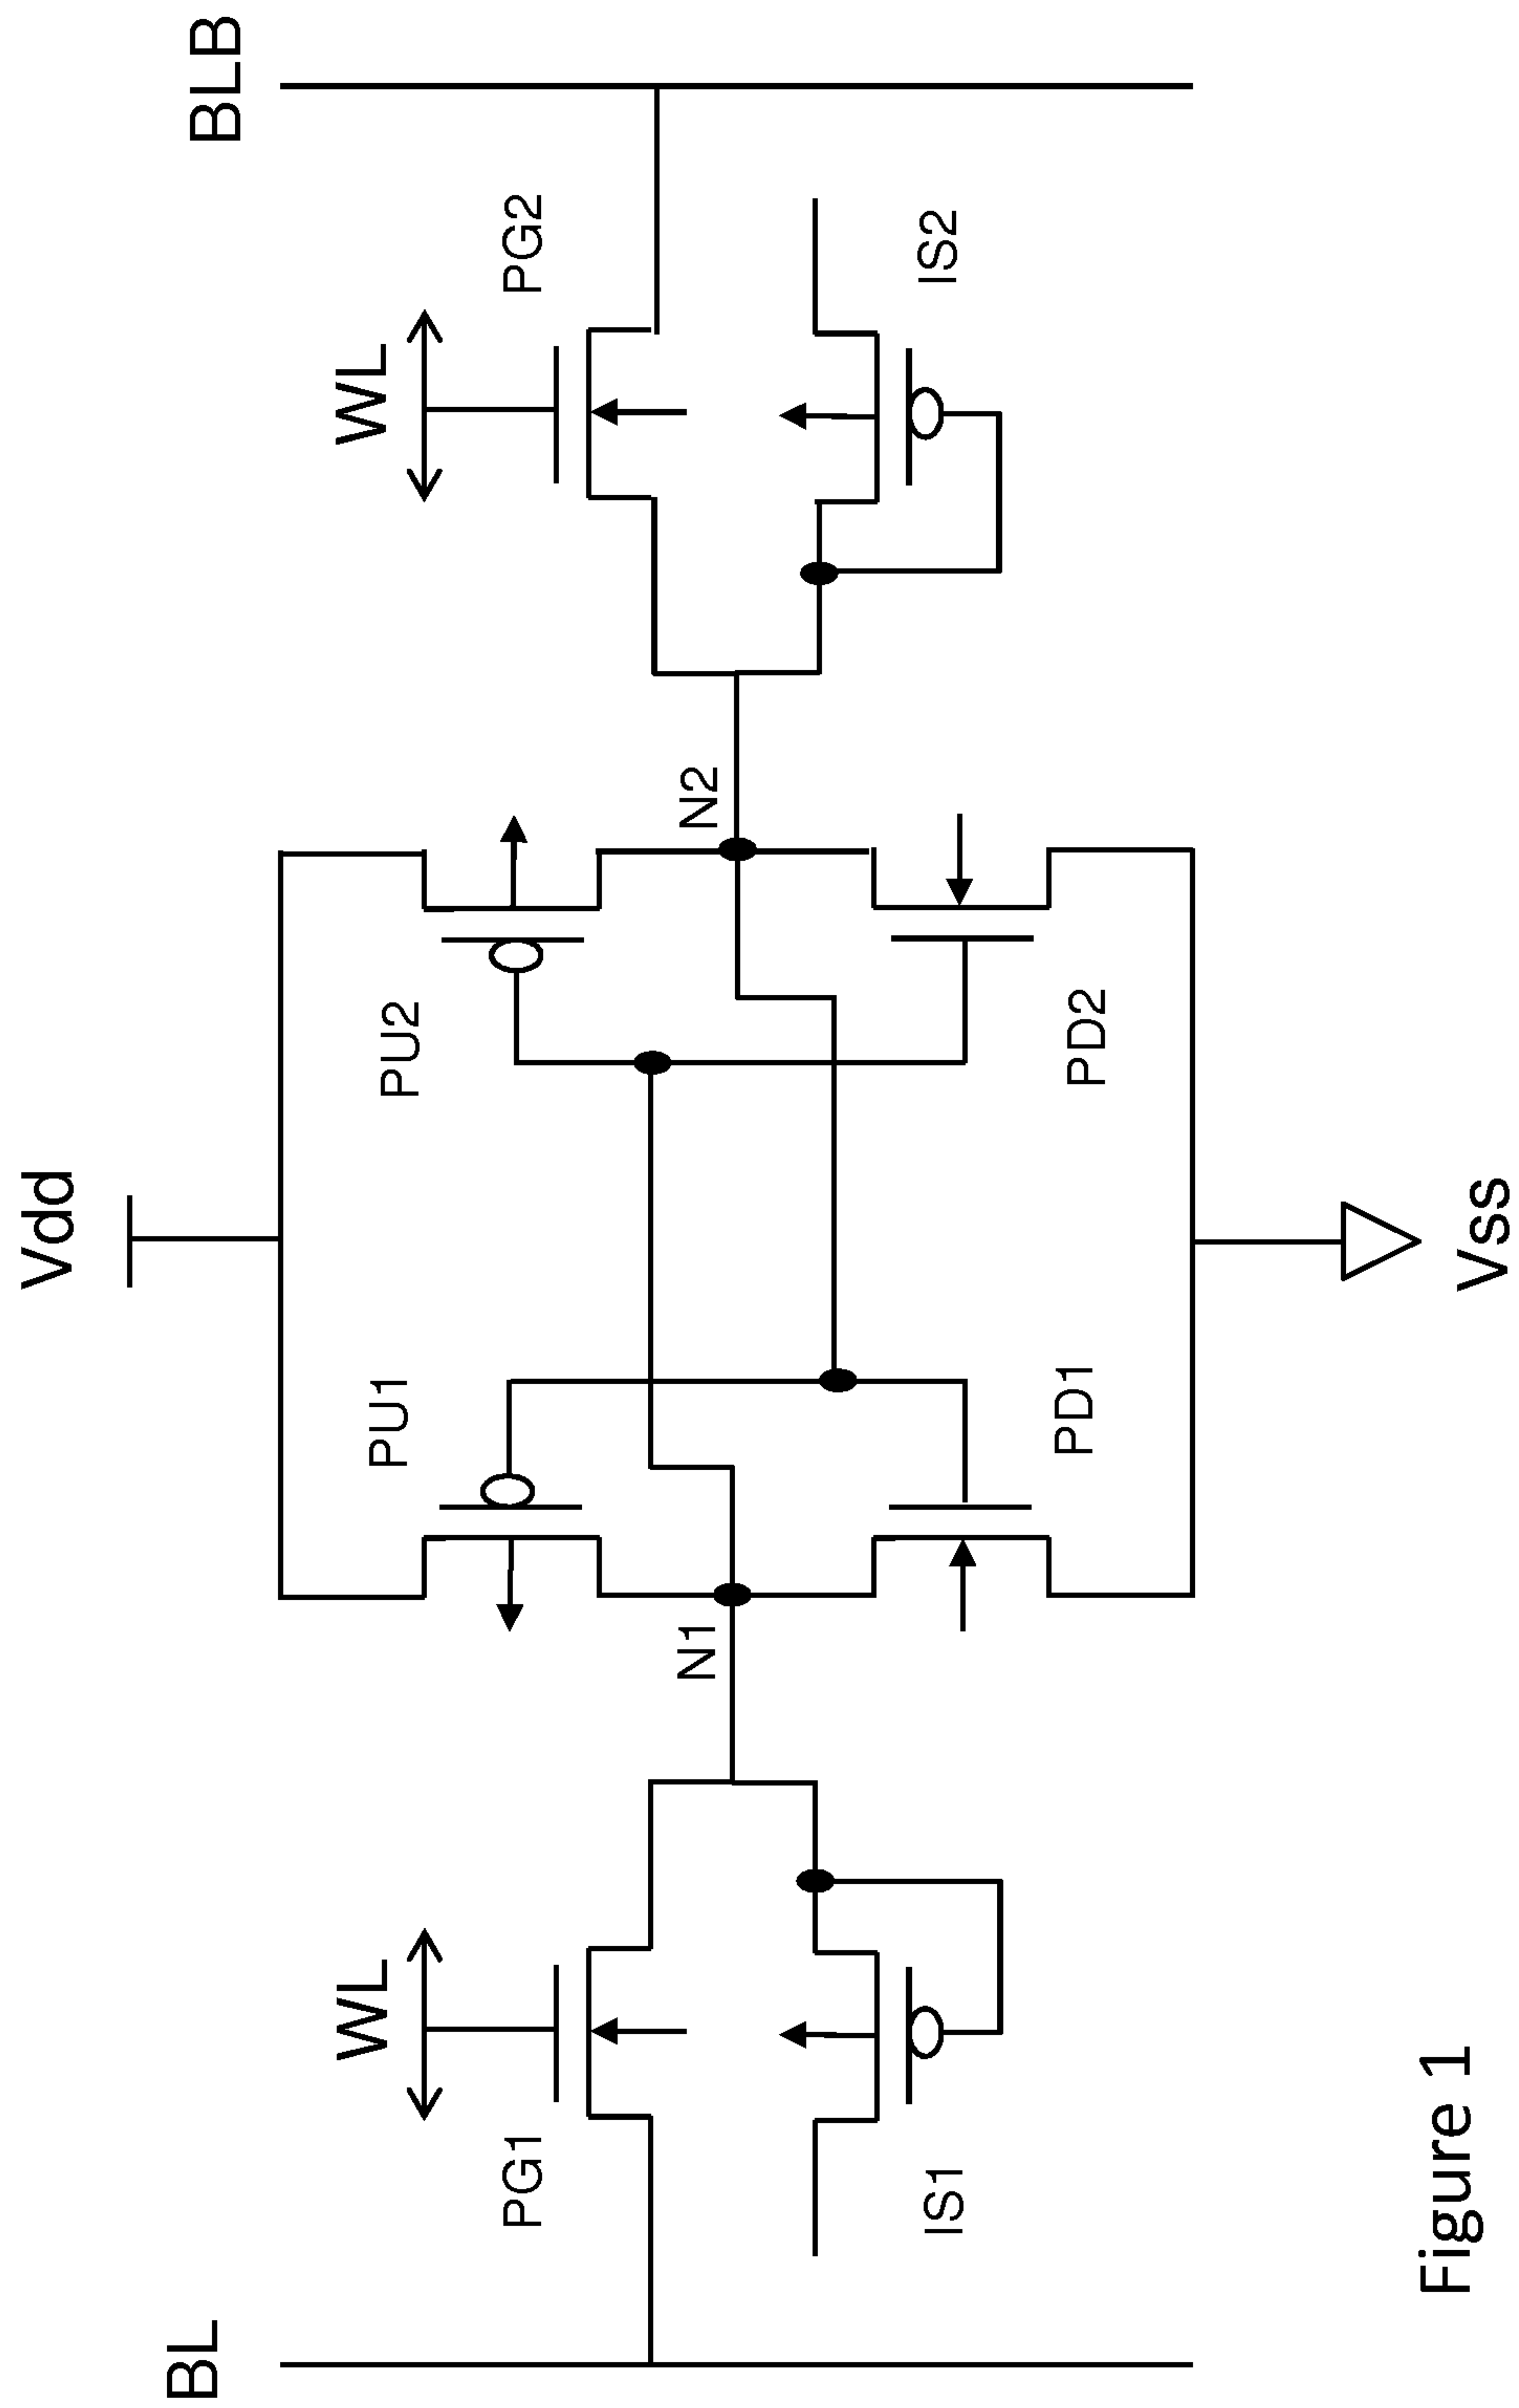 Vdd
BL
BLB
WL
WL
PU1
PU2
PG1
PG2
N1
N2
IS1
IS2
PD1
PD2
Vss
Figure 1